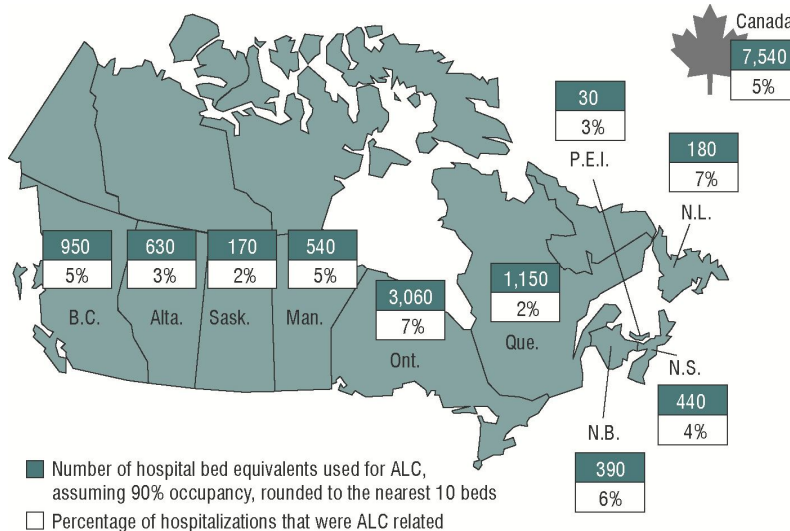 Canada
7,540
5%
30
3%
P.E.I.
180
7%
N.L.
950
5%
B.C.
630
3%
Alta.
170
2%
Sask.
540
5%
Man.
3,060
7%
Ont.
1,150
2%
Que.
N.S.
440
4%
N.B.
390
6%
Number of hospital bed equivalents used for ALC,
assuming 90% occupancy, rounded to the nearest 10 beds
Percentage of hospitalizations that were ALC related